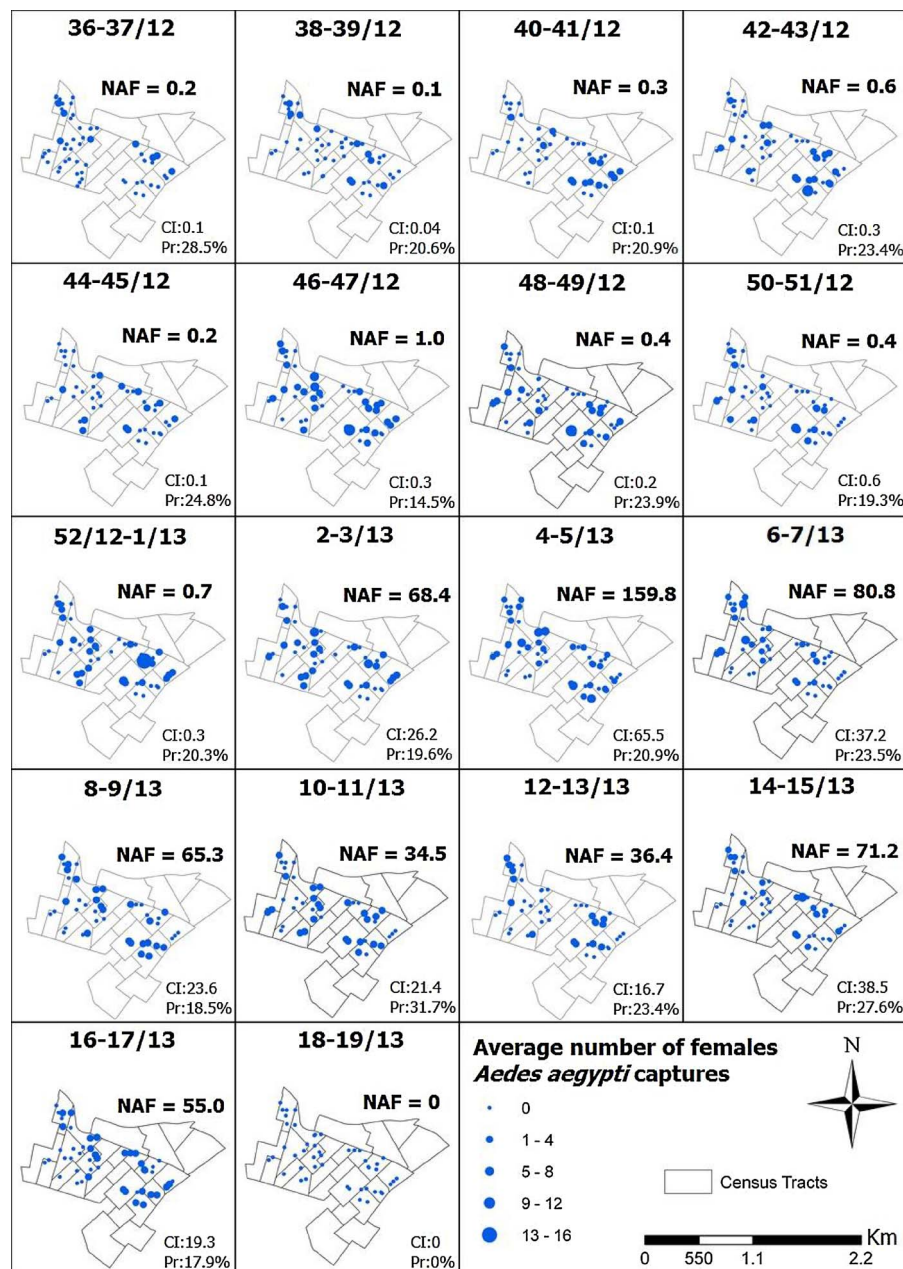 36-37/12
NAF = 0.2
CI:0.1
Pr:28.5%
38-39/12
NAF = 0.1
CI:0.04
Pr:20.6%
40-41/12
NAF = 0.3
CI:0.1
Pr:20.9%
42-43/12
NAF = 0.6
CI:0.3
Pr:23.4%
44-45/12
NAF = 0.2
CI:0.1
Pr:24.8%
46-47/12
NAF = 1.0
CI:0.3
Pr:14.5%
48-49/12
NAF = 0.4
CI:0.2
Pr:23.9%
50-51/12
NAF = 0.4
CI:0.6
Pr:19.3%
52/12-1/13
NAF = 0.7
CI:0.3
Pr:20.3%
2-3/13
NAF = 68.4
CI:26.2
Pr:19.6%
4-5/13
NAF = 159.8
CI:65.5
Pr:20.9%
6-7/13
NAF = 80.8
CI:37.2
Pr:23.5%
8-9/13
NAF = 65.3
CI:23.6
Pr:18.5%
10-11/13
NAF = 34.5
CI:21.4
Pr:31.7%
12-13/13
NAF = 36.4
CI:16.7
Pr:23.4%
14-15/13
NAF = 71.2
CI:38.5
Pr:27.6%
16-17/13
NAF = 55.0
CI:19.3
Pr:17.9%
18-19/13
NAF = 0
CI:0
Pr:0%
Average number of females
Aedes aegypti captures
0
1 - 4
5 - 8
9 - 12
13 - 16
N
Census Tracts
Km
0 550 1.1 2.2